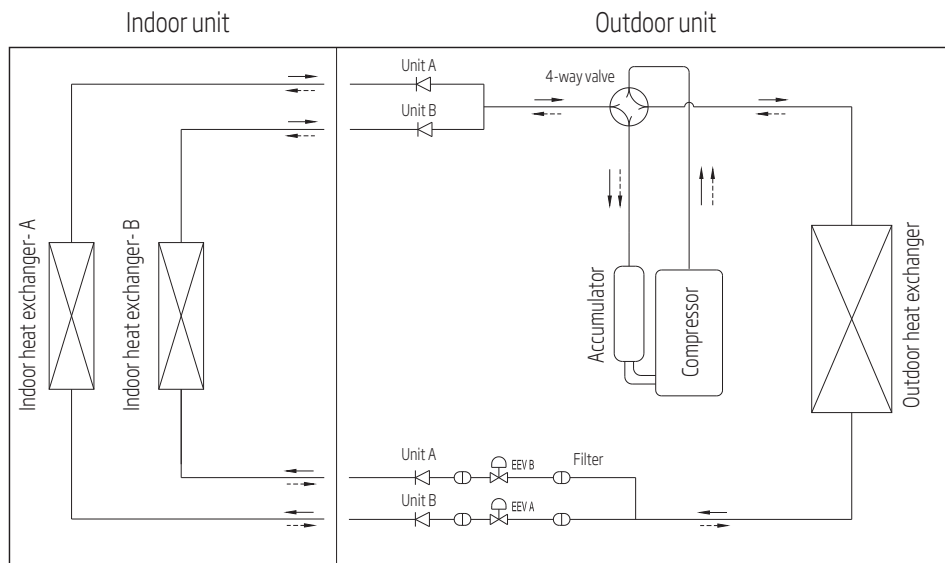 Indoor unit
Outdoor unit
Unit A
4-way valve
Unit B
Indoor heat exchanger- A
Indoor heat exchanger- B
Accumulator
Compressor
Outdoor heat exchanger
Unit A
EEV B
Filter
Unit B
EEV A